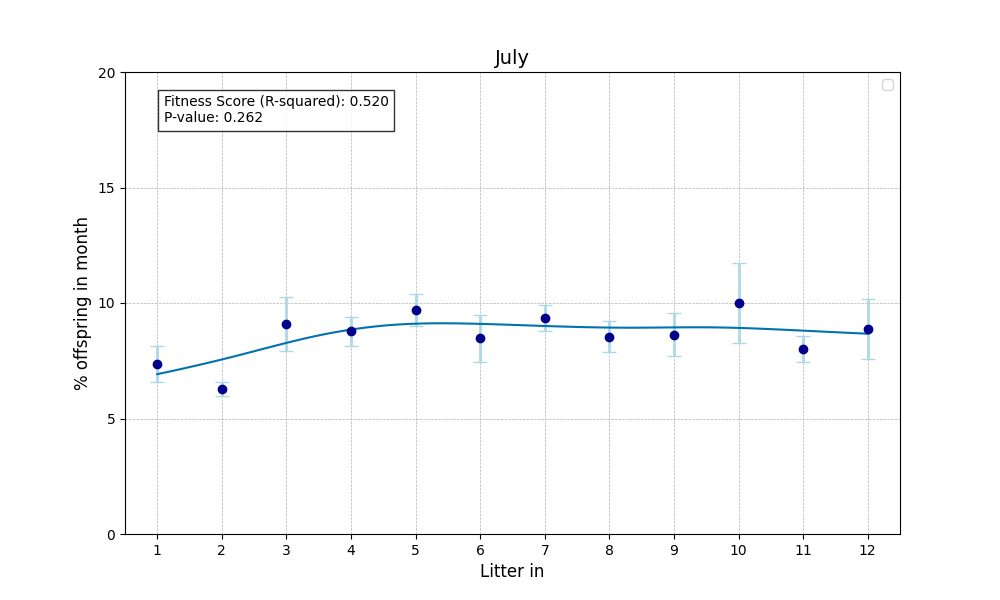 July
Fitness Score (R-squared): 0.520
P-value: 0.262
% offspring in month
20
15
10
5
0
1 2 3 4 5 6 7 8 9 10 11 12
Litter in